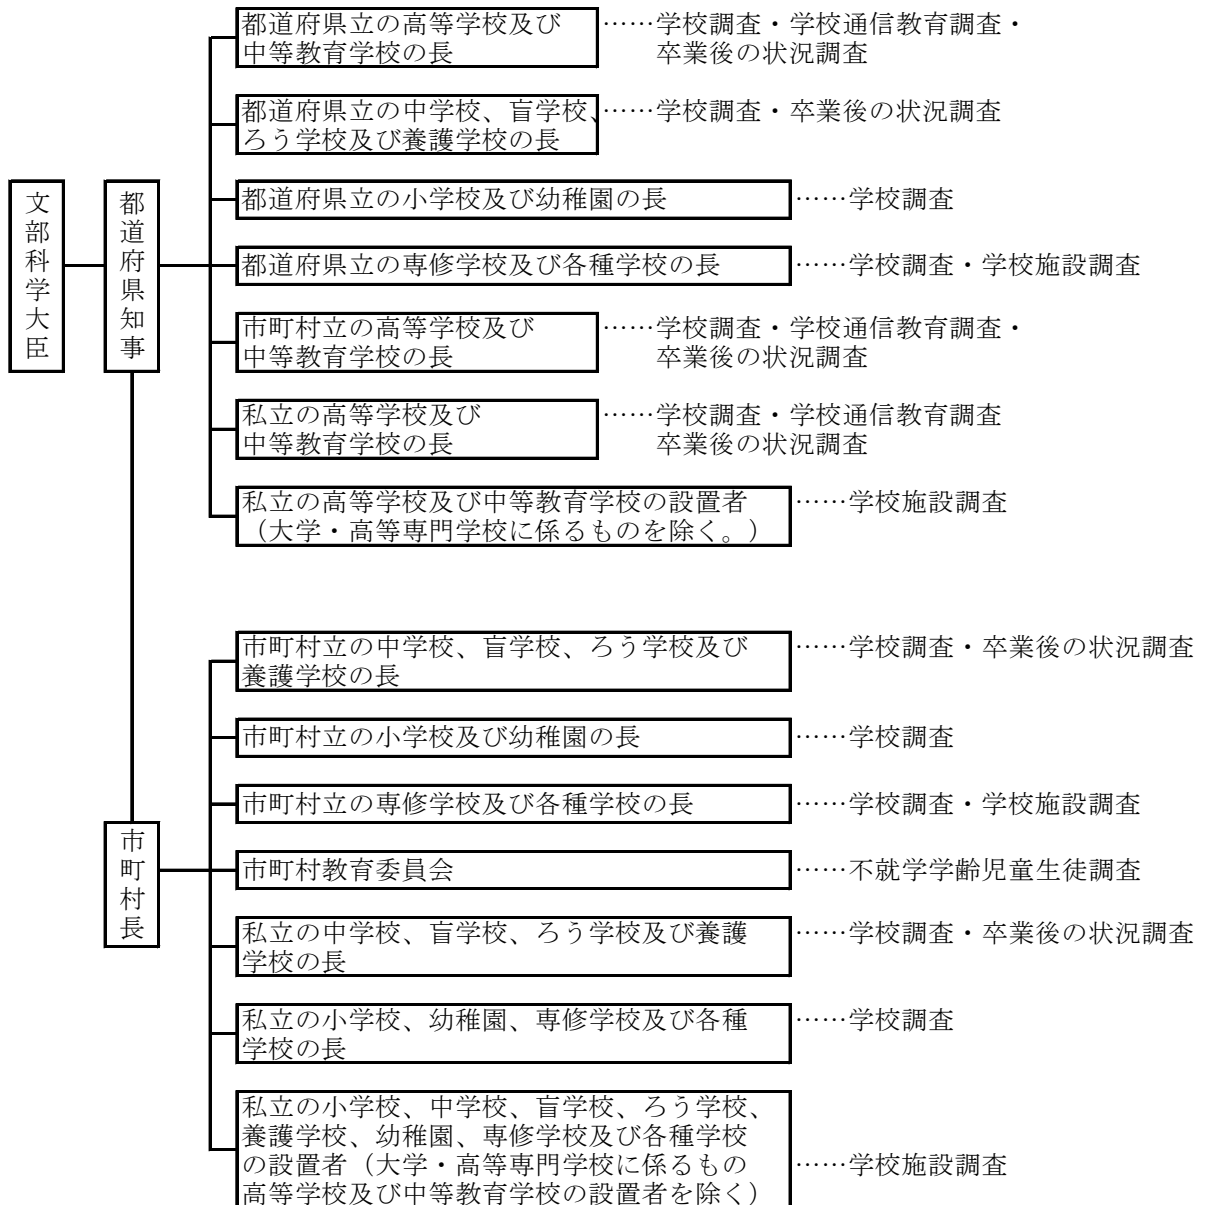 都道府県立の高等学校及び ……学校調査・学校通信教育調査・
中等教育学校の長 卒業後の状況調査
都道府県立の中学校、盲学校、 ……学校調査・卒業後の状況調査
ろう学校及び養護学校の長
文部科学大臣
都道府県知事
都道府県立の小学校及び幼稚園の長 ……学校調査
都道府県立の専修学校及び各種学校の長 ……学校調査・学校施設調査
市町村立の高等学校及び ……学校調査・学校通信教育調査・
中等教育学校の長 卒業後の状況調査
私立の高等学校及び ……学校調査・学校通信教育調査
中等教育学校の長 卒業後の状況調査
私立の高等学校及び中等教育学校の設置者 ……学校施設調査
（大学・高等専門学校に係るものを除く。）
市町村立の中学校、盲学校、ろう学校及び ……学校調査・卒業後の状況調査
養護学校の長
市町村立の小学校及び幼稚園の長 ……学校調査
市町村立の専修学校及び各種学校の長 ……学校調査・学校施設調査
市町村長
市町村教育委員会 ……不就学学齢児童生徒調査
私立の中学校、盲学校、ろう学校及び養護 ……学校調査・卒業後の状況調査
学校の長
私立の小学校、幼稚園、専修学校及び各種 ……学校調査
学校の長
私立の小学校、中学校、盲学校、ろう学校、
養護学校、幼稚園、専修学校及び各種学校
の設置者（大学・高等専門学校に係るもの ……学校施設調査
高等学校及び中等教育学校の設置者を除く）